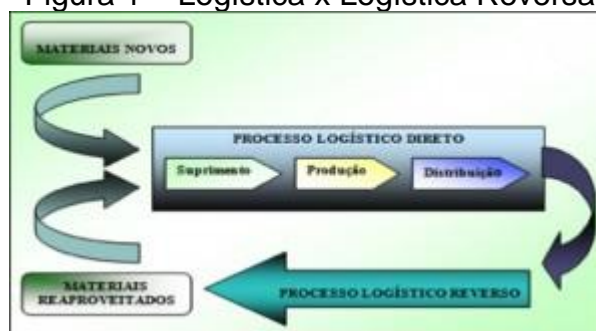 Figura 1 – Logística x Logística Reversa
MATERIAIS NOVOS
PROCESSO LOGÍSTICO DIRETO
Suprimento
Produção
Distribuição
MATERIAIS
REAPROVEITADOS
PROCESSO LOGÍSTICO REVERSO